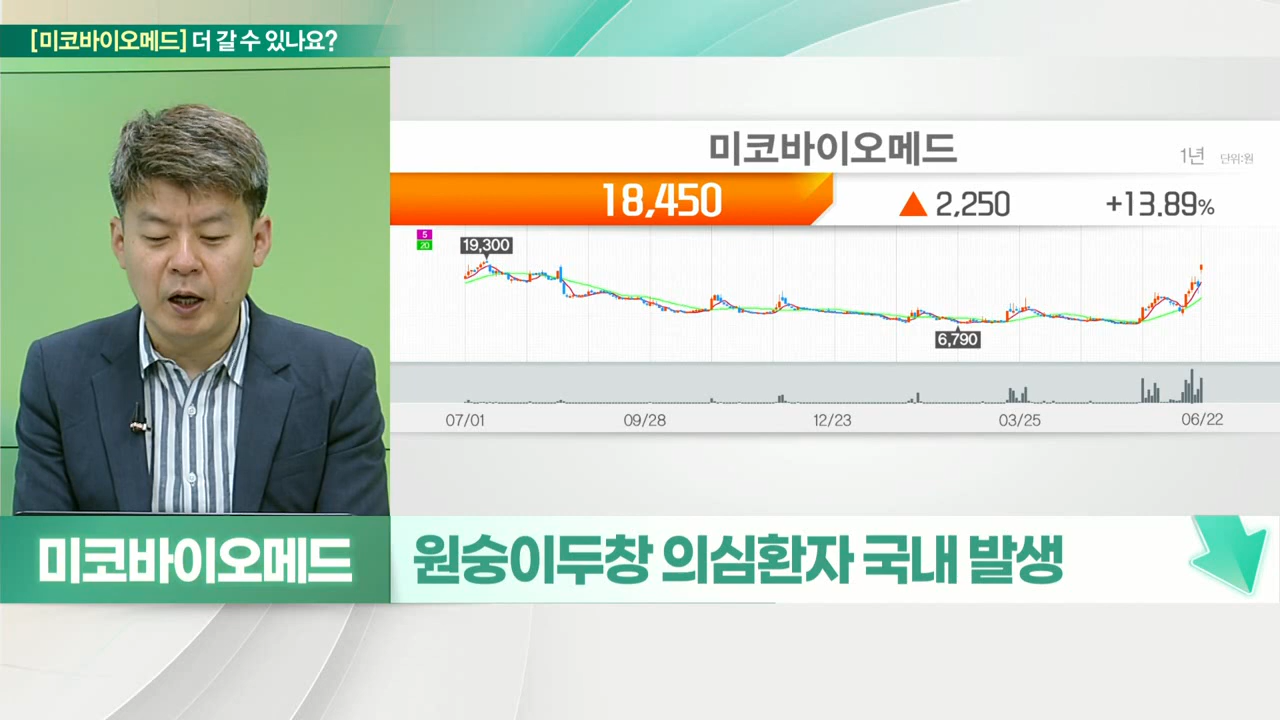 [미코바이오메드] 더 갈 수 있나요?
미코바이오메드
1년 단위:원
18,450 ▲ 2,250 +13.89%
5
20
19,300
6,790
07/01 09/28 12/23 03/25 06/22
미코바이오메드
원숭이두창 의심환자 국내 발생